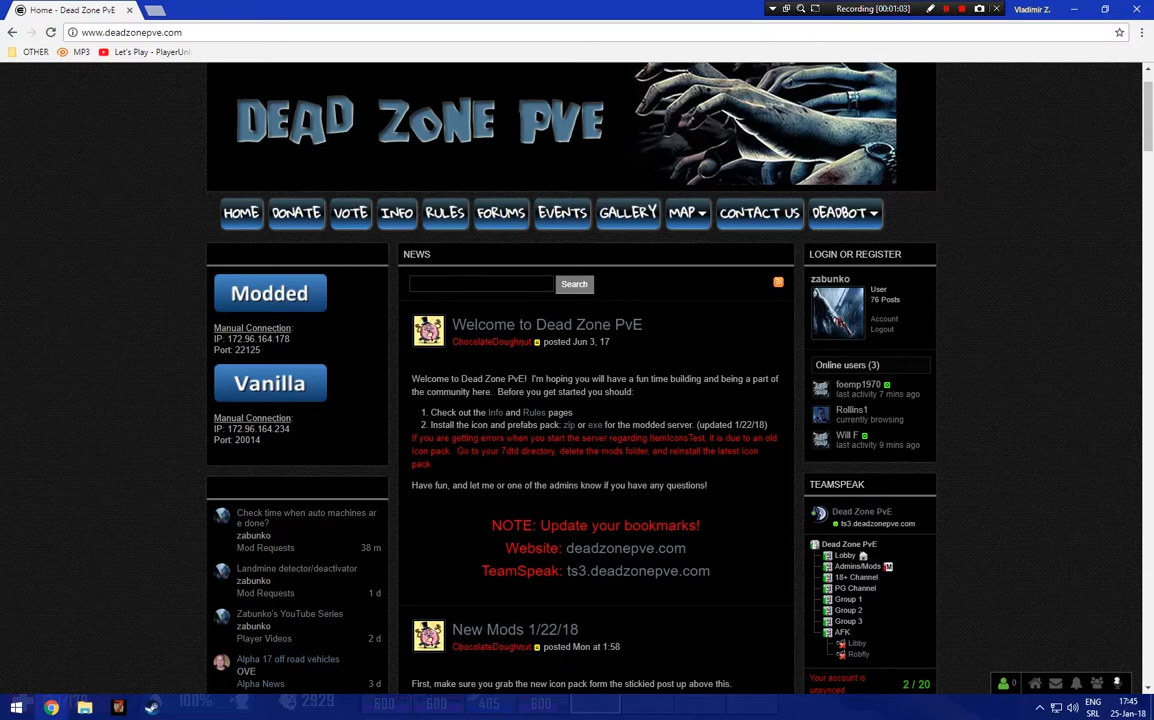 Home - Dead Zone PvE
Recording [00:01:03]
Vladimir Z.
www.deadzonepve.com
OTHER
MP3
Let's Play - PlayerUnk
DEAD ZONE PVE
HOME
DONATE
VOTE
INFO
RULES
FORUMS
EVENTS
GALLERY
MAP
CONTACT US
DEADBOT
Modded
Manual Connection:
IP: 172.96.164.178
Port: 22125
Vanilla
Manual Connection:
IP: 172.96.164.234
Port: 20014
Check time when auto machines ar
e done?
zabunko
Mod Requests 38 m
Landmine detector/deactivator
zabunko
Mod Requests 1 d
Zabunko's YouTube Series
zabunko
Player Videos 2 d
Alpha 17 off road vehicles
OVE
Alpha News 3 d
NEWS
Search
Welcome to Dead Zone PvE
ChocolateDoughnut posted Jun 3, 17
Welcome to Dead Zone PvE! I'm hoping you will have a fun time building and being a part of
the community here. Before you get started you should:
1. Check out the Info and Rules pages
2. Install the icon and prefabs pack: zip or exe for the modded server. (updated 1/22/18)
If you are getting errors when you start the server regarding ItemIconsTest, it is due to an old
icon pack. Go to your 7dtd directory, delete the mods folder, and reinstall the latest icon
pack.
Have fun, and let me or one of the admins know if you have any questions!
NOTE: Update your bookmarks!
Website: deadzonepve.com
TeamSpeak: ts3.deadzonepve.com
New Mods 1/22/18
ChocolateDoughnut posted Mon at 1:58
First, make sure you grab the new icon pack form the stickied post up above this.
LOGIN OR REGISTER
zabunko
User
76 Posts
Account
Logout
Online users (3)
foemp1970
last activity 7 mins ago
Rollins1
currently browsing
Will F
last activity 9 mins ago
TEAMSPEAK
Dead Zone PvE
ts3.deadzonepve.com
Dead Zone PvE
Lobby
Admins/Mods
M
18+ Channel
PG Channel
Group 1
Group 2
Group 3
AFK
Libby
Robfly
Your account is
unsynced
2 / 20
0
100%
2929
600
600
405
600
ENG
SRL
17:45
25-Jan-18